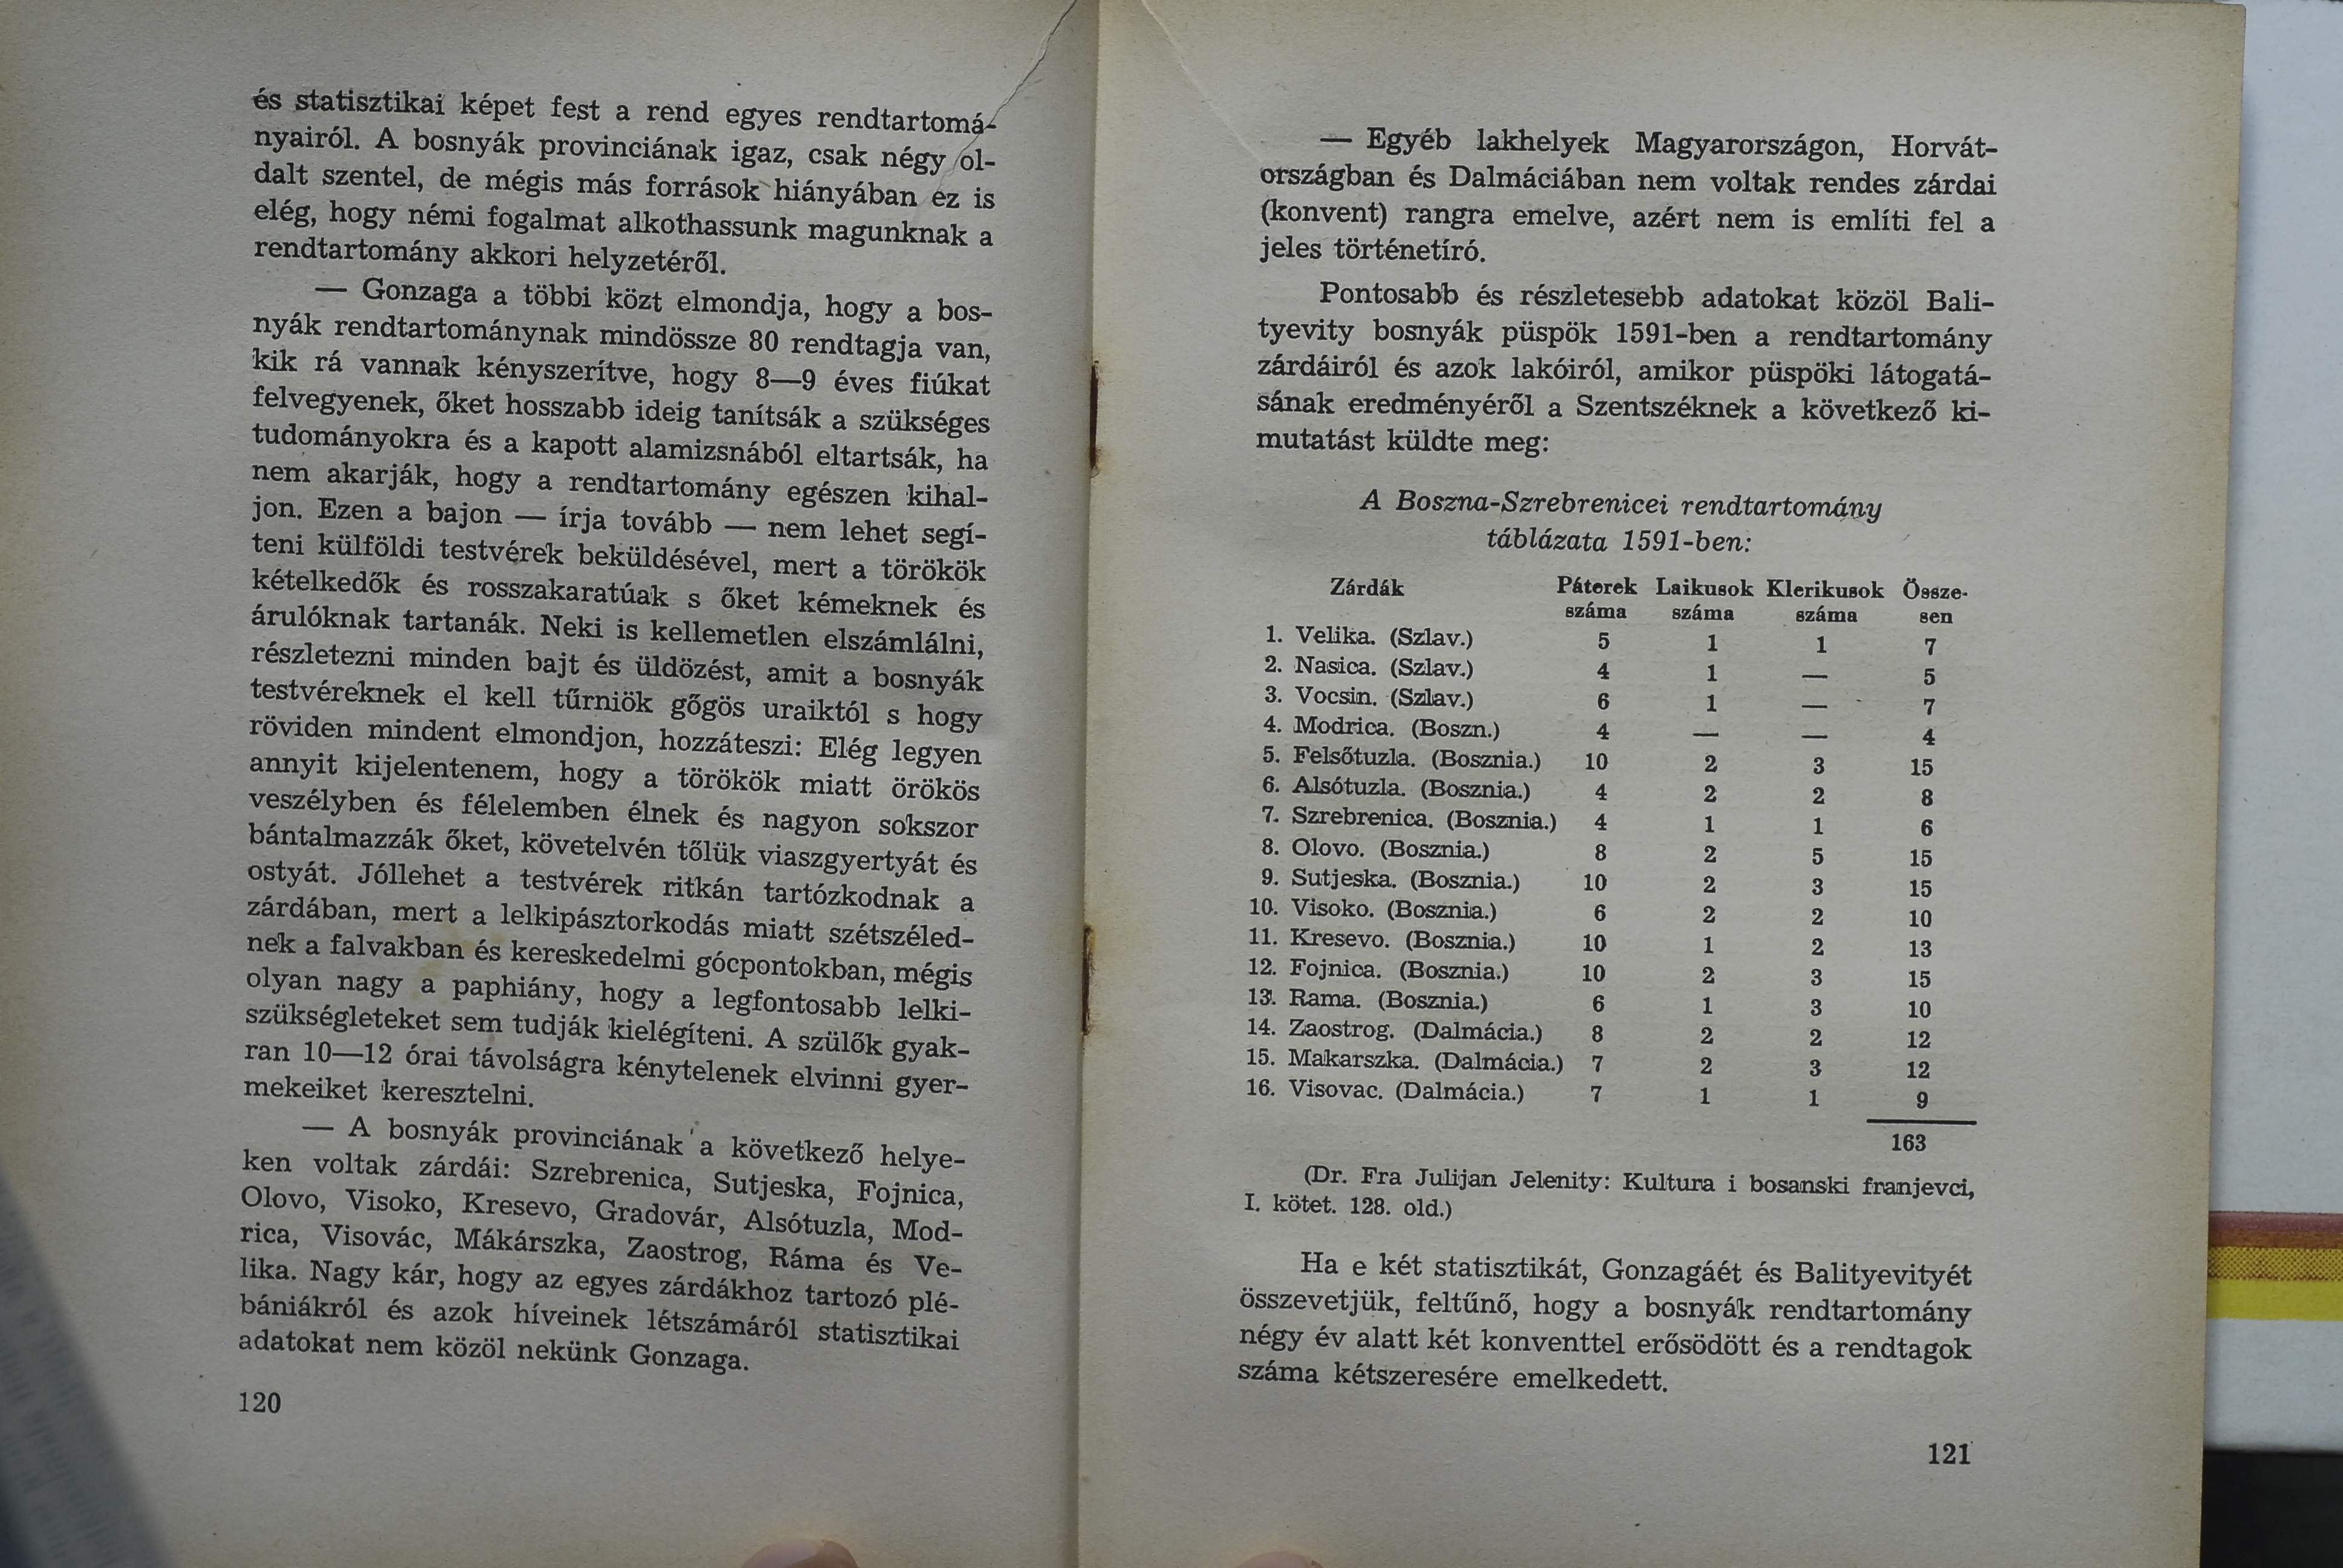 és statisztikai képet fest a rend egyes rendtartomá-
nyairól. A bosnyák provinciának igaz, csak négy ol-
dalt szentel, de mégis más források hiányában ez is
elég, hogy némi fogalmat alkothassunk magunknak a
rendtartomány akkori helyzetéről.
— Gonzaga a többi közt elmondja, hogy a bos-
nyák rendtartománynak mindössze 80 rendtagja van,
kik rá vannak kényszerítve, hogy 8—9 éves fiúkat
felvegyenek, őket hosszabb ideig tanítsák a szükséges
tudományokra és a kapott alamizsnából eltartsák, ha
nem akarják, hogy a rendtartomány egészen kihal-
jon. Ezen a bajon — írja tovább — nem lehet segí-
teni külföldi testvérek beküldésével, mert a törökök
kételkedők és rosszakaratúak s őket kémeknek és
árulóknak tartanák. Neki is kellemetlen elszámlálni,
részletezni minden bajt és üldözést, amit a bosnyák
testvéreknek el kell tűrniök gőgös uraiktól s hogy
röviden mindent elmondjon, hozzáteszi: Elég legyen
annyit kijelentenem, hogy a törökök miatt örökös
veszélyben és félelemben élnek és nagyon sokszor
bántalmazzák őket, követelvén tőlük viaszgyertyát és
ostyát. Jóllehet a testvérek ritkán tartózkodnak a
zárdában, mert a lelkipásztorkodás miatt szétszéled-
nek a falvakban és kereskedelmi gócpontokban, mégis
olyan nagy a paphiány, hogy a legfontosabb lelki-
szükségleteket sem tudják kielégíteni. A szülők gyak-
ran 10—12 órai távolságra kénytelenek elvinni gyer-
mekeiket keresztelni.
— A bosnyák provinciának a következő helye-
ken voltak zárdái: Szrebrenica, Sutjeska, Fojnica,
Olovo, Visoko, Kresevo, Gradovár, Alsótuzla, Mod-
rica, Visovác, Mákárszka, Zaostrog, Ráma és Ve-
lika. Nagy kár, hogy az egyes zárdákhoz tartozó plé-
bániákról és azok híveinek létszámáról statisztikai
adatokat nem közöl nekünk Gonzaga.
120
— Egyéb lakhelyek Magyarországon, Horvát-
országban és Dalmáciában nem voltak rendes zárdai
(konvent) rangra emelve, azért nem is említi fel a
jeles történetíró.
Pontosabb és részletesebb adatokat közöl Bali-
tyevity bosnyák püspök 1591-ben a rendtartomány
zárdáiról és azok lakóiról, amikor püspöki látogatá-
sának eredményéről a Szentszéknek a következő ki-
mutatást küldte meg:
A Boszna-Szrebrenicei rendtartomány
táblázata 1591-ben:
Zárdák Páterek Laikusok Klerikusok Össze-
száma száma száma sen
1. Velika. (Szlav.) 5 1 1 7
2. Nasica. (Szlav.) 4 1 — 5
3. Vocsin. (Szlav.) 6 1 — 7
4. Modrica. (Boszn.) 4 — — 4
5. Felsőtuzla. (Bosznia.) 10 2 3 15
6. Alsótuzla. (Bosznia.) 4 2 2 8
7. Szrebrenica. (Bosznia.) 4 1 1 6
8. Olovo. (Bosznia.) 8 2 5 15
9. Sutjeska. (Bosznia.) 10 2 3 15
10. Visoko. (Bosznia.) 6 2 2 10
11. Kresevo. (Bosznia.) 10 1 2 13
12. Fojnica. (Bosznia.) 10 2 3 15
13. Rama. (Bosznia.) 6 1 3 10
14. Zaostrog. (Dalmácia.) 8 2 2 12
15. Makarszka. (Dalmácia.) 7 2 3 12
16. Visovac. (Dalmácia.) 7 1 1 9
163
(Dr. Fra Julijan Jelenity: Kultura i bosanski franjevci,
I. kötet. 128. old.)
Ha e két statisztikát, Gonzagáét és Balityevityét
összevetjük, feltűnő, hogy a bosnyák rendtartomány
négy év alatt két konventtel erősödött és a rendtagok
száma kétszeresére emelkedett.
121